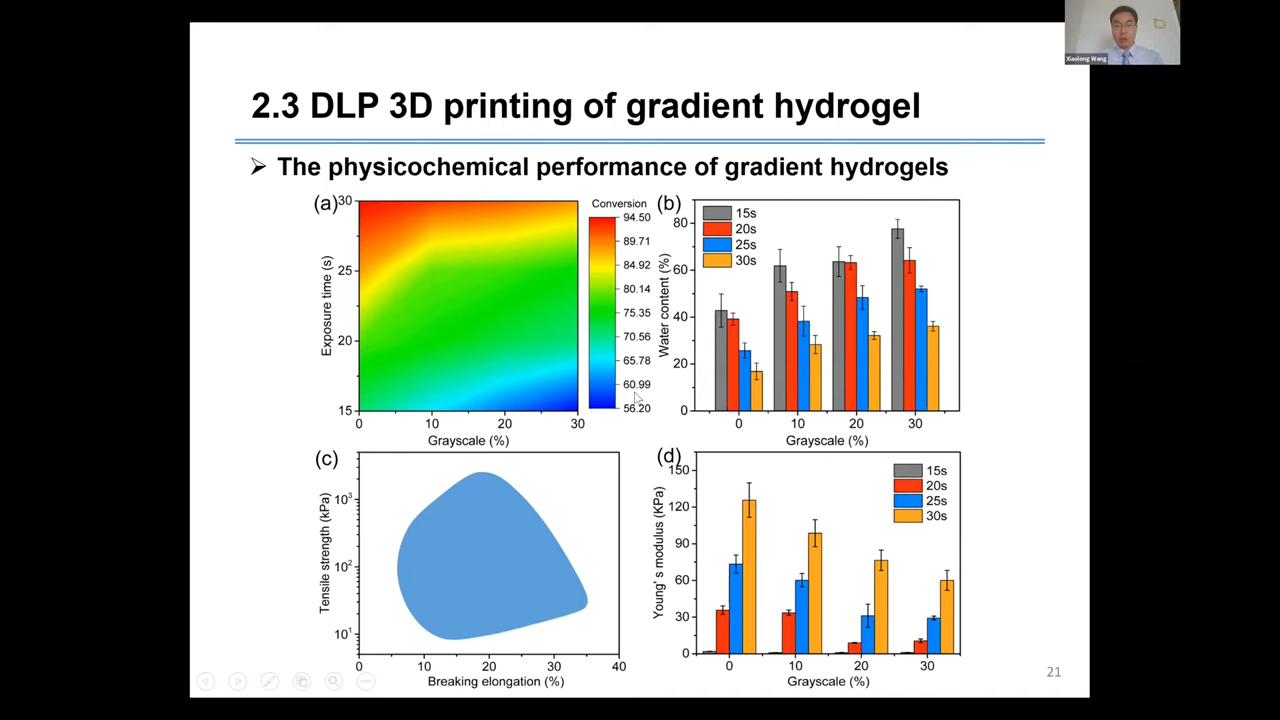 Xiaolong Wang
2.3 DLP 3D printing of gradient hydrogel
➢ The physicochemical performance of gradient hydrogels
(a)
30
25
20
15
Exposure time (s)
0
10
20
30
Grayscale (%)
Conversion
94.50
89.71
84.92
80.14
75.35
70.56
65.78
60.99
56.20
(b)
15s
20s
25s
30s
80
60
40
20
0
Water content (%)
0
10
20
30
Grayscale (%)
(c)
10³
10²
10¹
Tensile strength (kPa)
0
10
20
30
40
Breaking elongation (%)
(d)
15s
20s
25s
30s
150
120
90
60
30
0
Young' s modulus (KPa)
0
10
20
30
Grayscale (%)
21